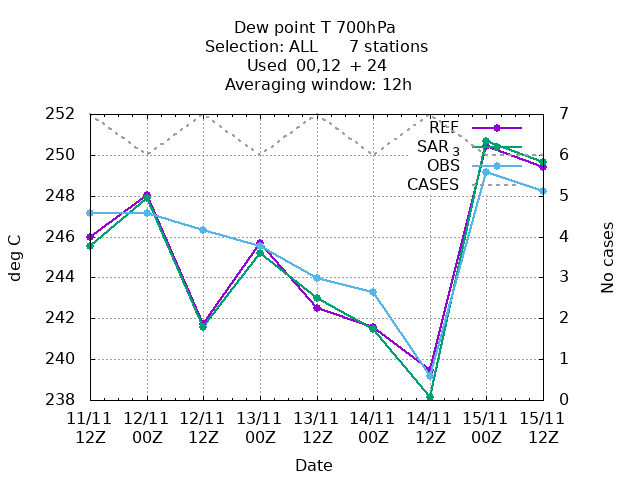 Dew point T 700hPa
Selection: ALL 7 stations
Used 00,12 + 24
Averaging window: 12h
252 7
REF
SAR 3
250 6
OBS
CASES
248 5
246 4
deg C
No cases
244 3
242 2
240 1
238 0
11/11 12/11 12/11 13/11 13/11 14/11 14/11 15/11 15/11
12Z 00Z 12Z 00Z 12Z 00Z 12Z 00Z 12Z
Date